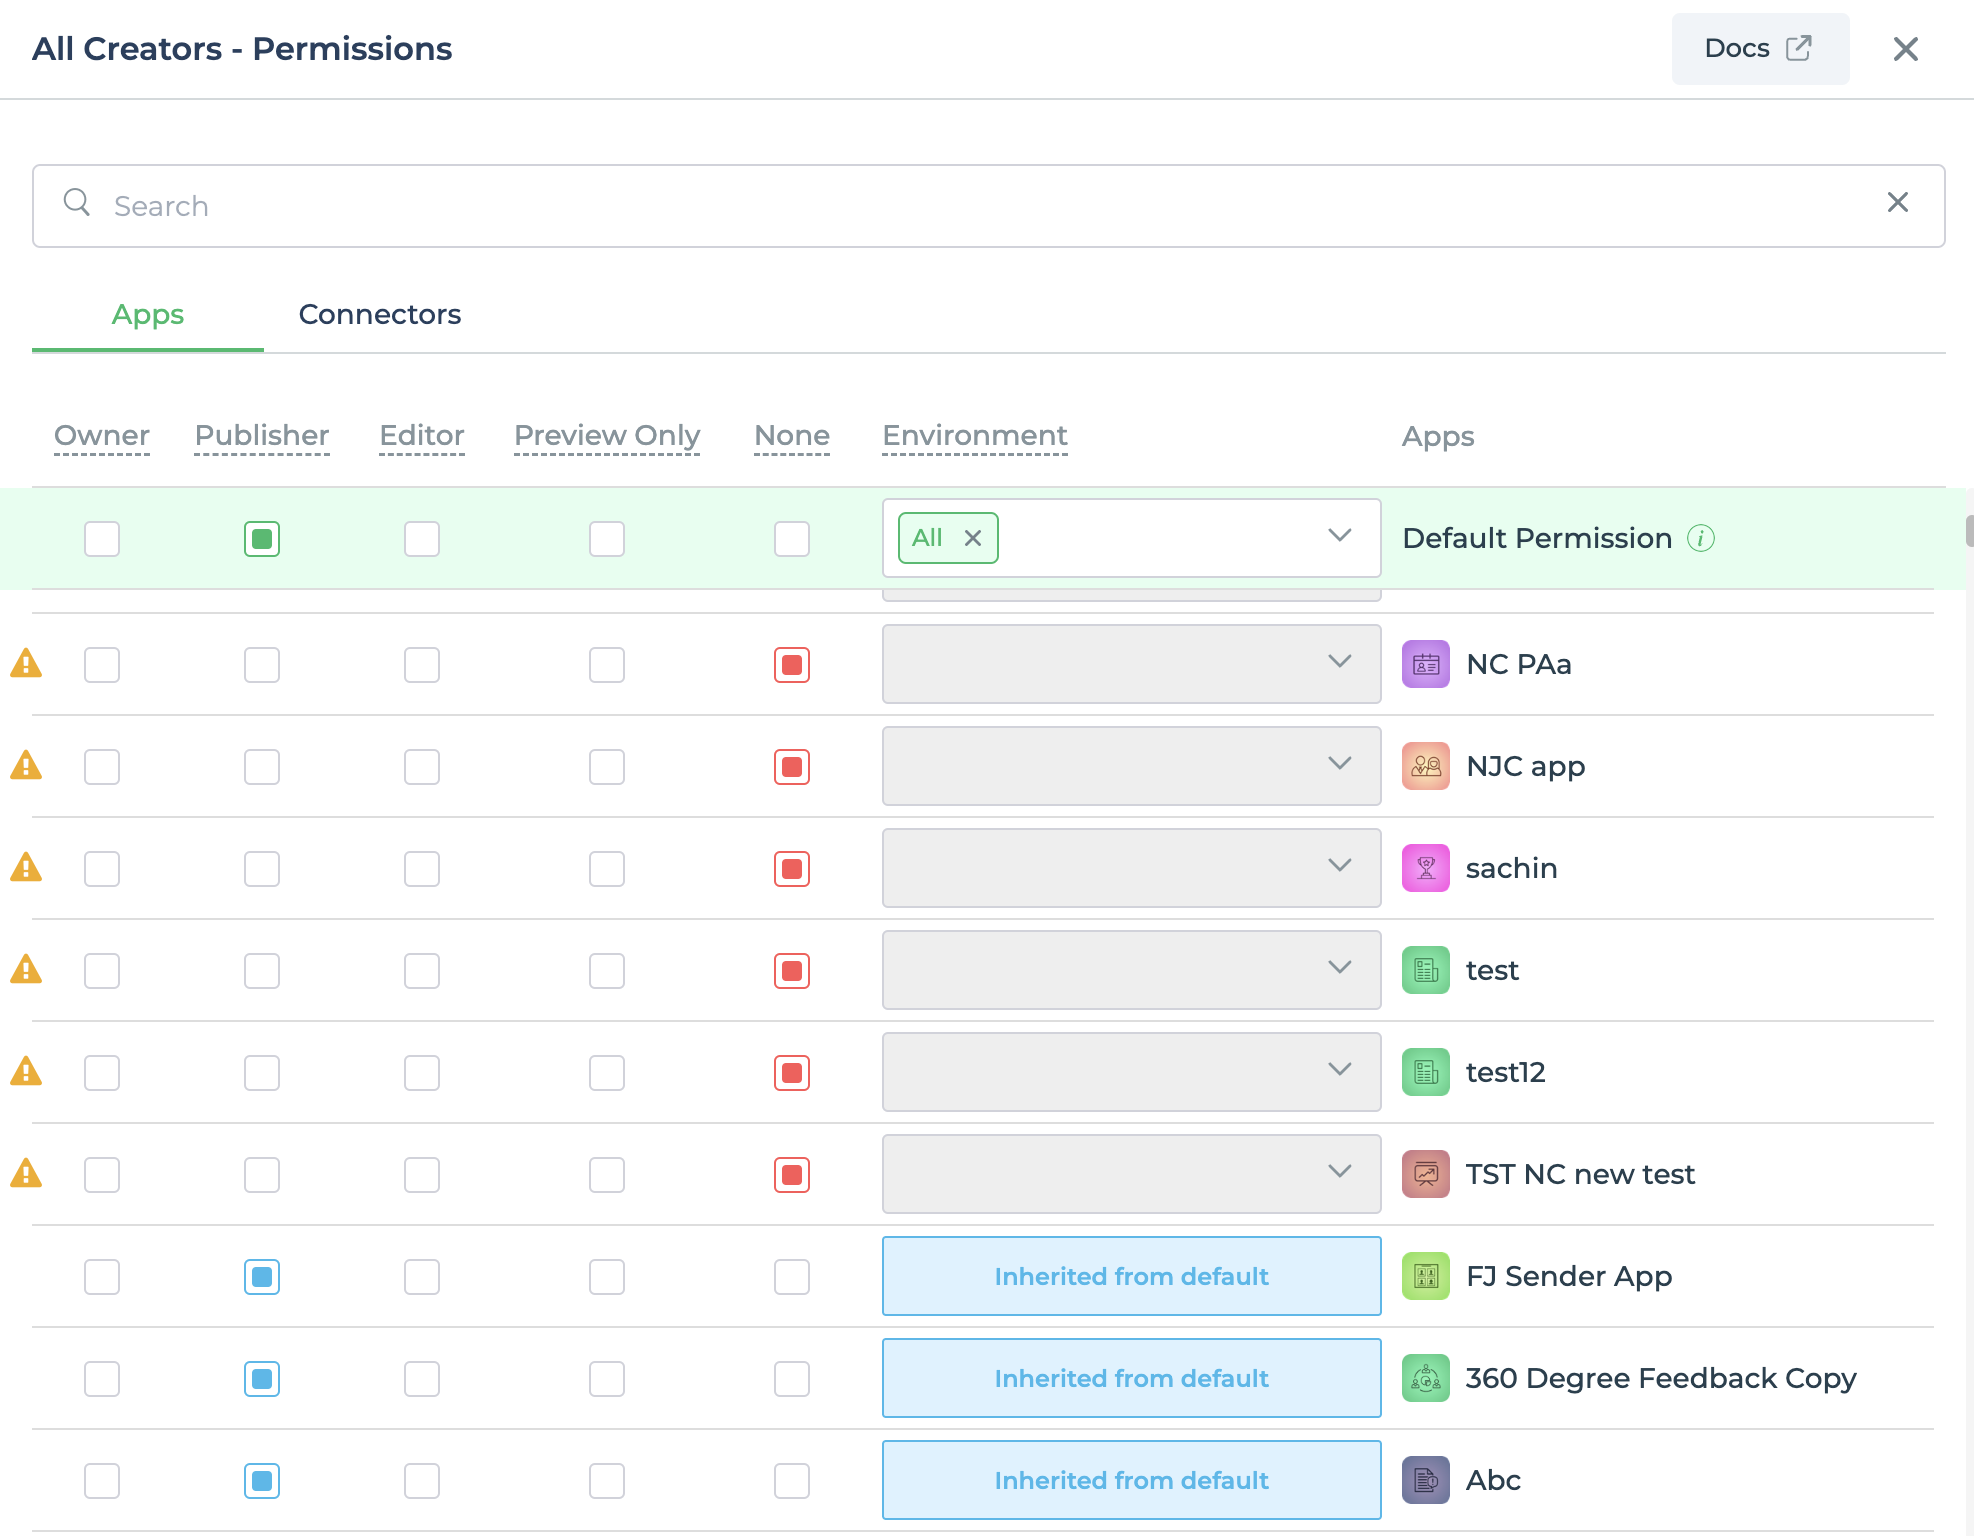 All Creators - Permissions
Docs
Search
Apps Connectors
Owner Publisher Editor Preview Only None Environment Apps
All Default Permission i
NC PAa
NJC app
sachin
test
test12
TST NC new test
Inherited from default FJ Sender App
Inherited from default 360 Degree Feedback Copy
Inherited from default Abc